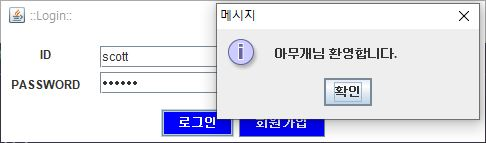 ::Login::
메시지
ID
scott
아무개님 환영합니다.
PASSWORD
••••••
확인
로그인
회원가입